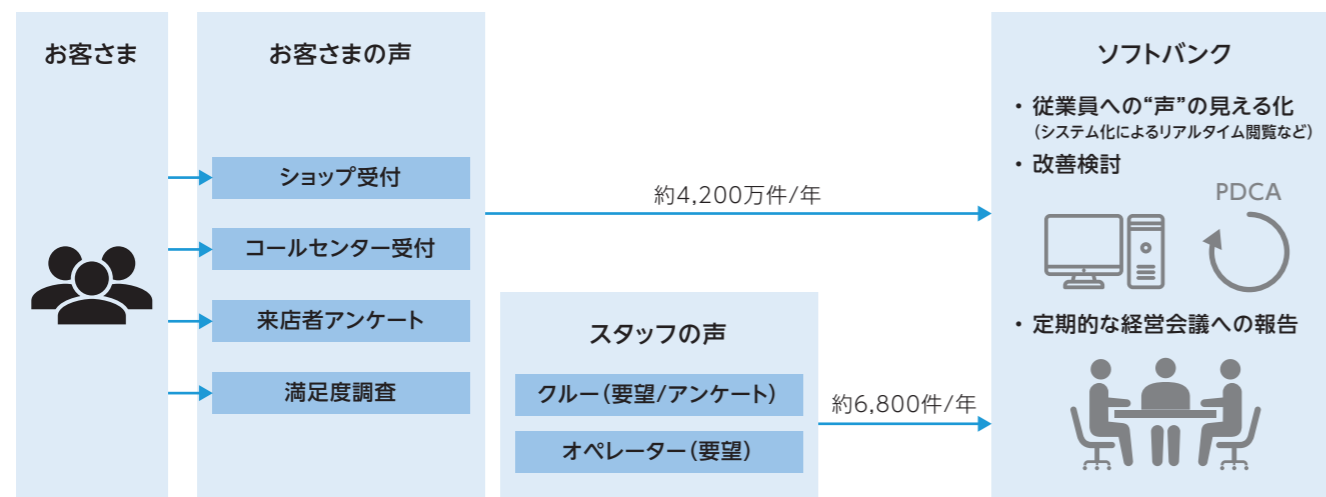 お客さま
お客さまの声
ショップ受付
コールセンター受付
来店者アンケート
満足度調査
約4,200万件/年
スタッフの声
クルー（要望/アンケート）
オペレーター（要望）
約6,800件/年
ソフトバンク
・従業員への“声”の見える化
（システム化によるリアルタイム閲覧など）
・改善検討
PDCA
・定期的な経営会議への報告